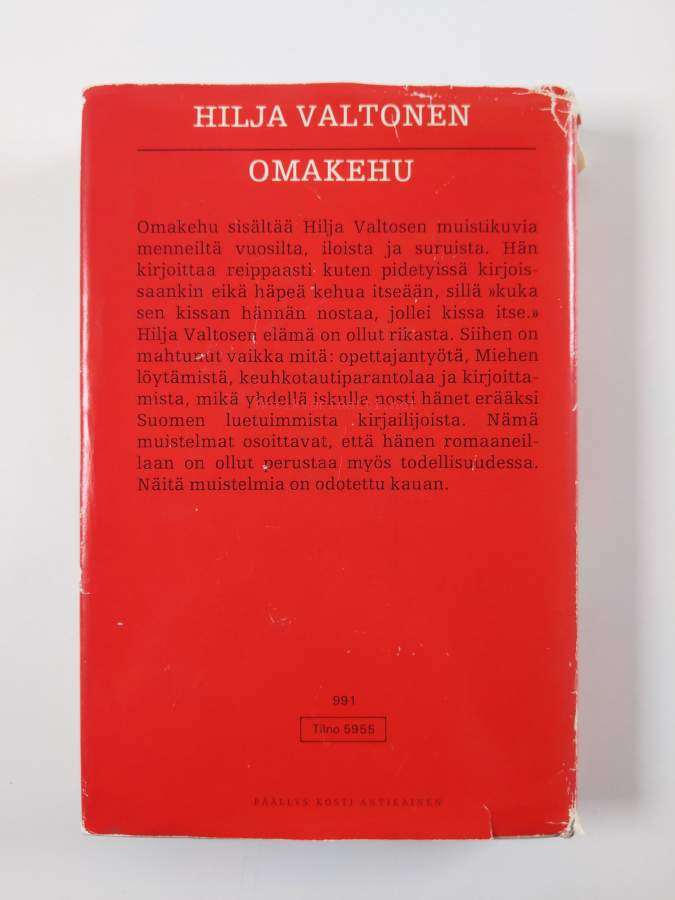 HILJA VALTONEN
OMAKEHU
Omakehu sisältää Hilja Valtosen muistikuvia
menneiltä vuosilta, iloista ja suruista. Hän
kirjoittaa reippaasti kuten pidetyissä kirjois-
saankin eikä häpeä kehua itseään, sillä »kuka
sen kissan hännän nostaa, jollei kissa itse.»
Hilja Valtosen elämä on ollut rikasta. Siihen on
mahtunut vaikka mitä: opettajantyötä, Miehen
löytämistä, keuhkotautiparantolaa ja kirjoitta-
mista, mikä yhdellä iskulla nosti hänet erääksi
Suomen luetuimmista kirjailijoista. Nämä
muistelmat osoittavat, että hänen romaaneil-
laan on ollut perustaa myös todellisuudessa.
Näitä muistelmia on odotettu kauan.
991
Tilno 5955
PÄÄLLYS: KOSTI ANTIKAINEN